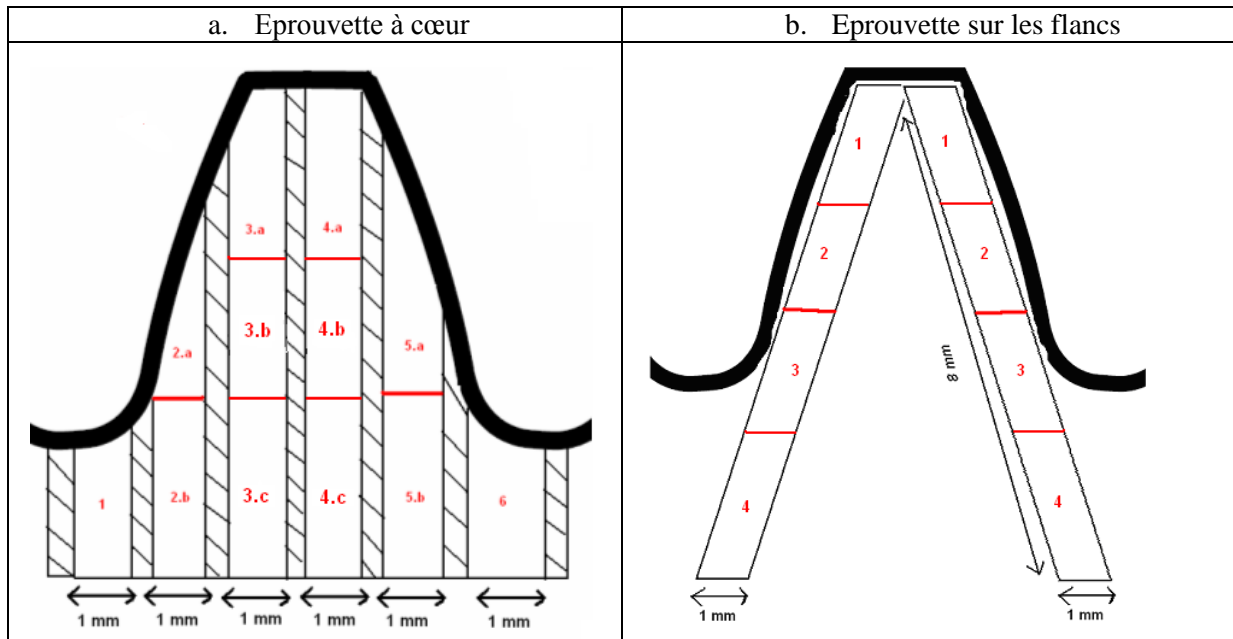 a. Eprouvette à cœur
b. Eprouvette sur les flancs
3.a 4.a
3.b 4.b
2.a 5.a
1 2.b 3.c 4.c 5.b 6
1 mm 1 mm 1 mm 1 mm 1 mm 1 mm
1 1
2 2
3 3
8 mm
4 4
1 mm 1 mm